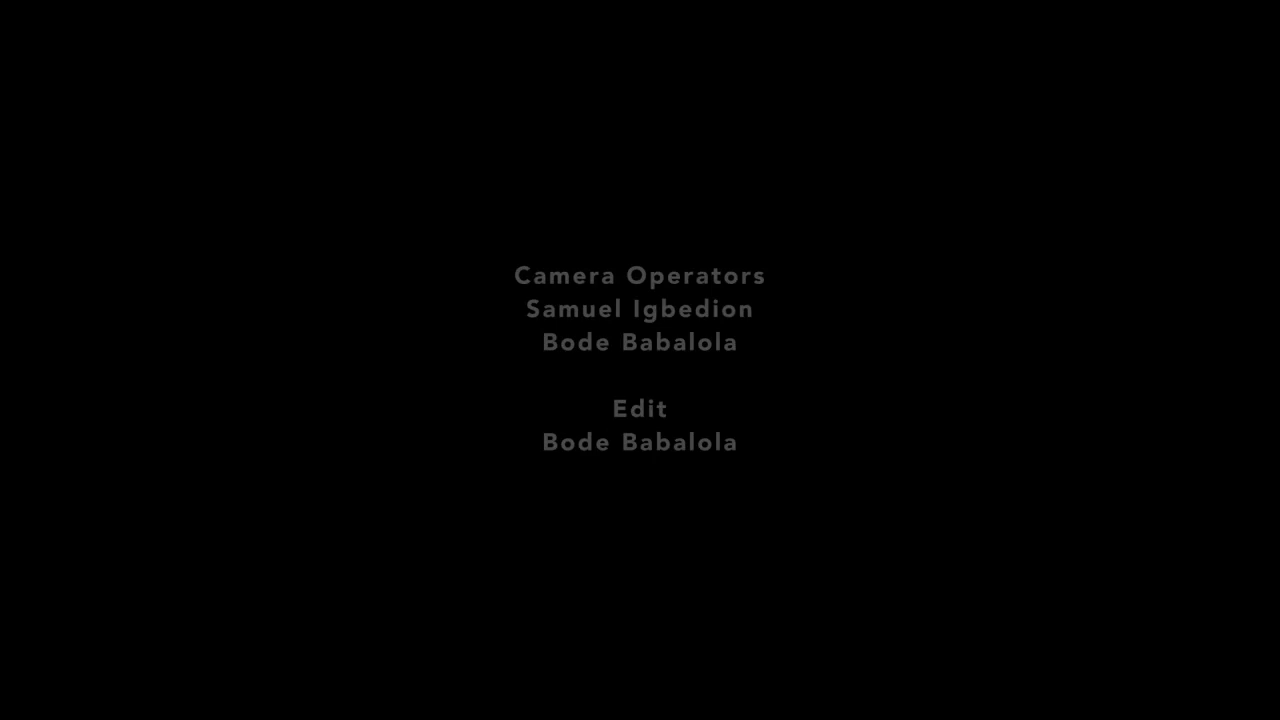 Camera Operators
Samuel Igbedion
Bode Babalola
Edit
Bode Babalola